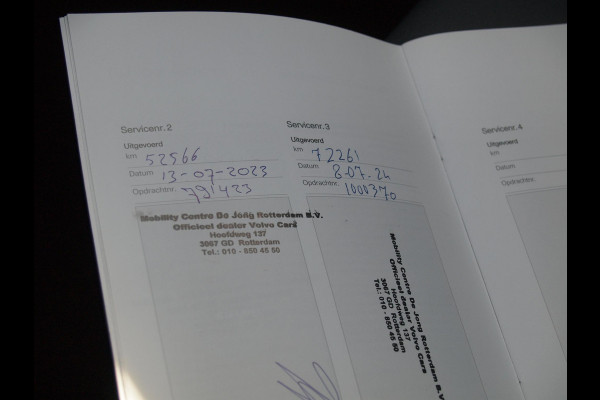 Servicenr. 2
Uitgevoerd
km 52566
Datum 13-07-2023
Opdrachtnr. 791423
Mobility Centre De Jong Rotterdam B.V.
Officieel dealer Volvo Cars
Hoofdweg 137
3067 GD Rotterdam
Tel.: 010 - 850 45 50
Servicenr. 3
Uitgevoerd
km 72261
Datum 8-07-24
Opdrachtnr. 1000370
Mobility Centre De Jong Rotterdam B.V.
Officieel dealer Volvo Cars
Hoofdweg 137
3067 GD Rotterdam
Tel.: 010 - 850 45 50
Servicenr. 4
Uitgevoerd
km
Datum
Opdrachtnr.